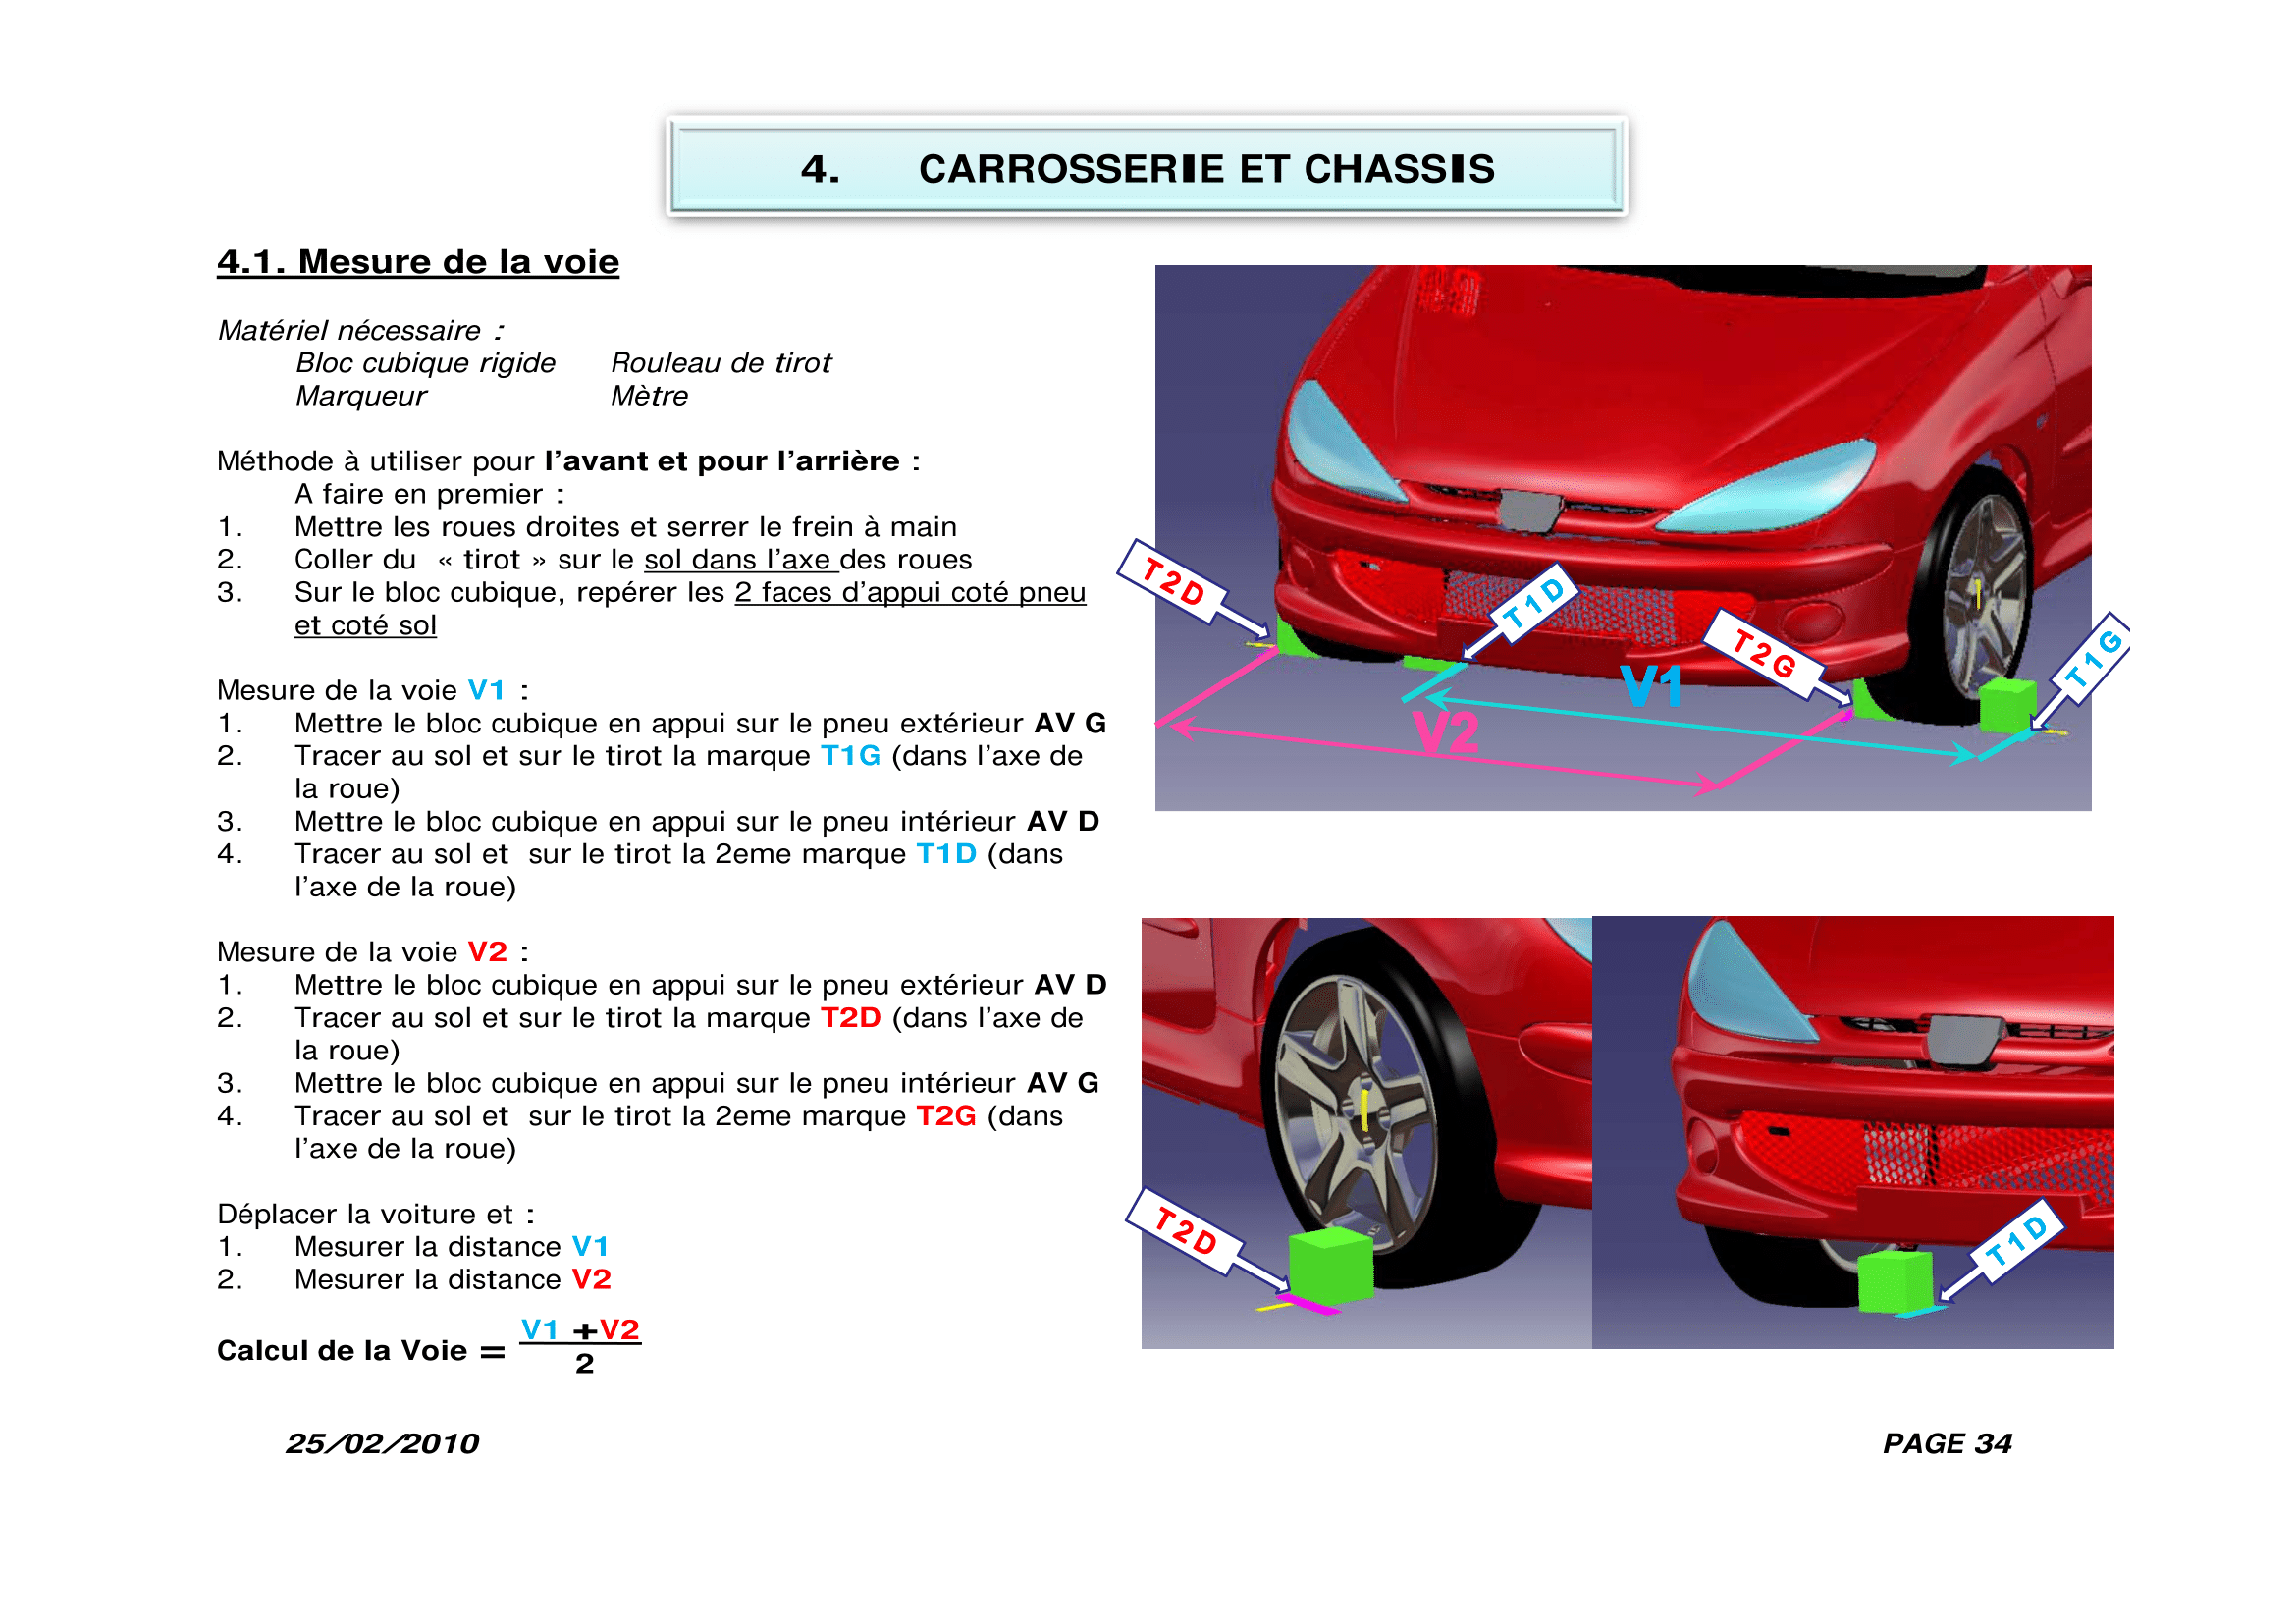 4. CARROSSERIE ET CHASSIS
4.1. Mesure de la voie
Matériel nécessaire :
Bloc cubique rigide Rouleau de tirot
Marqueur Mètre
Méthode à utiliser pour l'avant et pour l'arrière :
A faire en premier :
1. Mettre les roues droites et serrer le frein à main
2. Coller du « tirot » sur le sol dans l'axe des roues
3. Sur le bloc cubique, repérer les 2 faces d'appui coté pneu
et coté sol
Mesure de la voie V1 :
1. Mettre le bloc cubique en appui sur le pneu extérieur AV G
2. Tracer au sol et sur le tirot la marque T1G (dans l'axe de
la roue)
3. Mettre le bloc cubique en appui sur le pneu intérieur AV D
4. Tracer au sol et sur le tirot la 2eme marque T1D (dans
l'axe de la roue)
Mesure de la voie V2 :
1. Mettre le bloc cubique en appui sur le pneu extérieur AV D
2. Tracer au sol et sur le tirot la marque T2D (dans l'axe de
la roue)
3. Mettre le bloc cubique en appui sur le pneu intérieur AV G
4. Tracer au sol et sur le tirot la 2eme marque T2G (dans
l'axe de la roue)
Déplacer la voiture et :
1. Mesurer la distance V1
2. Mesurer la distance V2
Calcul de la Voie = V1 +V2
2
T2D
T1D
T2G
T1G
V1
V2
T2D
T1D
25/02/2010
PAGE 34